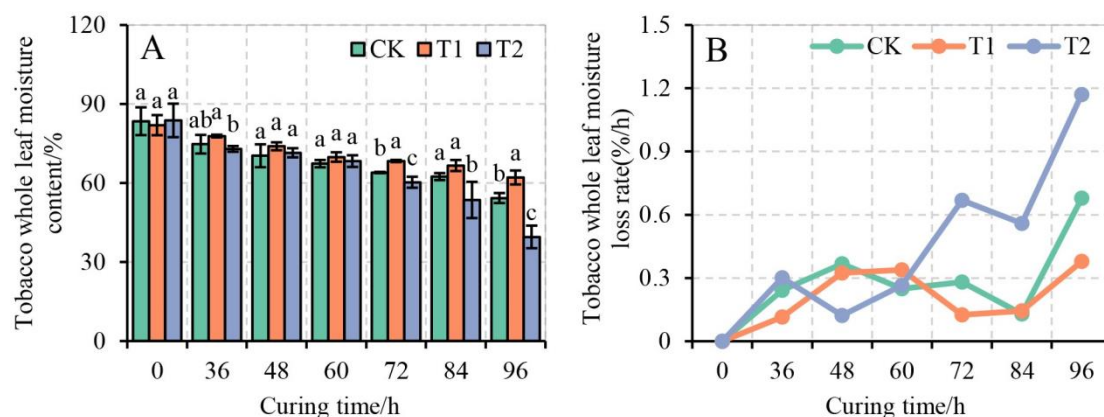 A
CK T1 T2
Tobacco whole leaf moisture
content/%
120
90
60
30
0
a a a
ab a b
a a a
a a a
b a c
a a b
b a c
0 36 48 60 72 84 96
Curing time/h
B
CK T1 T2
Tobacco whole leaf moisture
loss rate(%/h)
1.5
1.2
0.9
0.6
0.3
0
0 36 48 60 72 84 96
Curing time/h